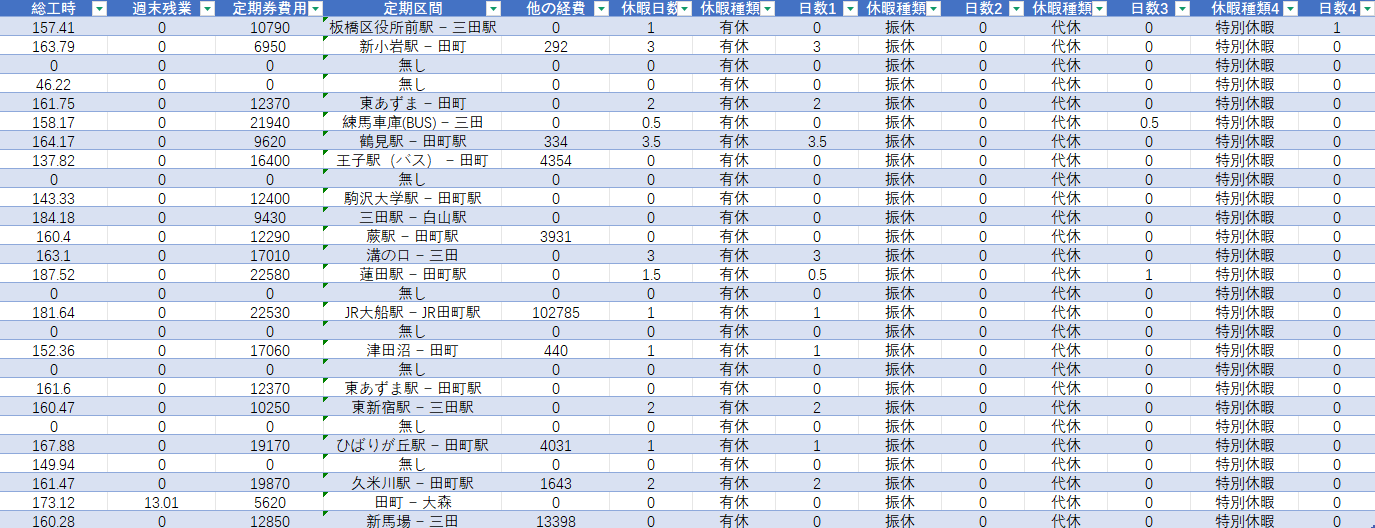 総工時 週末残業 定期券費用 定期区間 他の経費 休暇日数 休暇種類 日数1 休暇種類 日数2 休暇種類 日数3 休暇種類4 日数4
157.41 0 10790 板橋区役所前駅 – 三田駅 0 1 有休 0 振休 0 代休 0 特別休暇 1
163.79 0 6950 新小岩駅 – 田町 292 3 有休 3 振休 0 代休 0 特別休暇 0
0 0 0 無し 0 0 有休 0 振休 0 代休 0 特別休暇 0
46.22 0 0 無し 0 0 有休 0 振休 0 代休 0 特別休暇 0
161.75 0 12370 東あずま – 田町 0 2 有休 2 振休 0 代休 0 特別休暇 0
158.17 0 21940 練馬車庫(BUS) – 三田 0 0.5 有休 0 振休 0 代休 0.5 特別休暇 0
164.17 0 9620 鶴見駅 – 田町駅 334 3.5 有休 3.5 振休 0 代休 0 特別休暇 0
137.82 0 16400 王子駅（バス） – 田町 4354 0 有休 0 振休 0 代休 0 特別休暇 0
0 0 0 無し 0 0 有休 0 振休 0 代休 0 特別休暇 0
143.33 0 12400 駒沢大学駅 – 田町駅 0 0 有休 0 振休 0 代休 0 特別休暇 0
184.18 0 9430 三田駅 – 白山駅 0 0 有休 0 振休 0 代休 0 特別休暇 0
160.4 0 12290 蕨駅 – 田町駅 3931 0 有休 0 振休 0 代休 0 特別休暇 0
163.1 0 17010 溝の口 – 三田 0 3 有休 3 振休 0 代休 0 特別休暇 0
187.52 0 22580 蓮田駅 – 田町駅 0 1.5 有休 0.5 振休 0 代休 1 特別休暇 0
0 0 0 無し 0 0 有休 0 振休 0 代休 0 特別休暇 0
181.64 0 22530 JR大船駅 – JR田町駅 102785 1 有休 1 振休 0 代休 0 特別休暇 0
0 0 0 無し 0 0 有休 0 振休 0 代休 0 特別休暇 0
152.36 0 17060 津田沼 – 田町 440 1 有休 1 振休 0 代休 0 特別休暇 0
0 0 0 無し 0 0 有休 0 振休 0 代休 0 特別休暇 0
161.6 0 12370 東あずま駅 – 田町駅 0 0 有休 0 振休 0 代休 0 特別休暇 0
160.47 0 10250 東新宿駅 – 三田駅 0 2 有休 2 振休 0 代休 0 特別休暇 0
0 0 0 無し 0 0 有休 0 振休 0 代休 0 特別休暇 0
167.88 0 19170 ひばりが丘駅 – 田町駅 4031 1 有休 1 振休 0 代休 0 特別休暇 0
149.94 0 0 無し 0 0 有休 0 振休 0 代休 0 特別休暇 0
161.47 0 19870 久米川駅 – 田町駅 1643 2 有休 2 振休 0 代休 0 特別休暇 0
173.12 13.01 5620 田町 – 大森 0 0 有休 0 振休 0 代休 0 特別休暇 0
160.28 0 12850 新馬場 – 三田 13398 0 有休 0 振休 0 代休 0 特別休暇 0